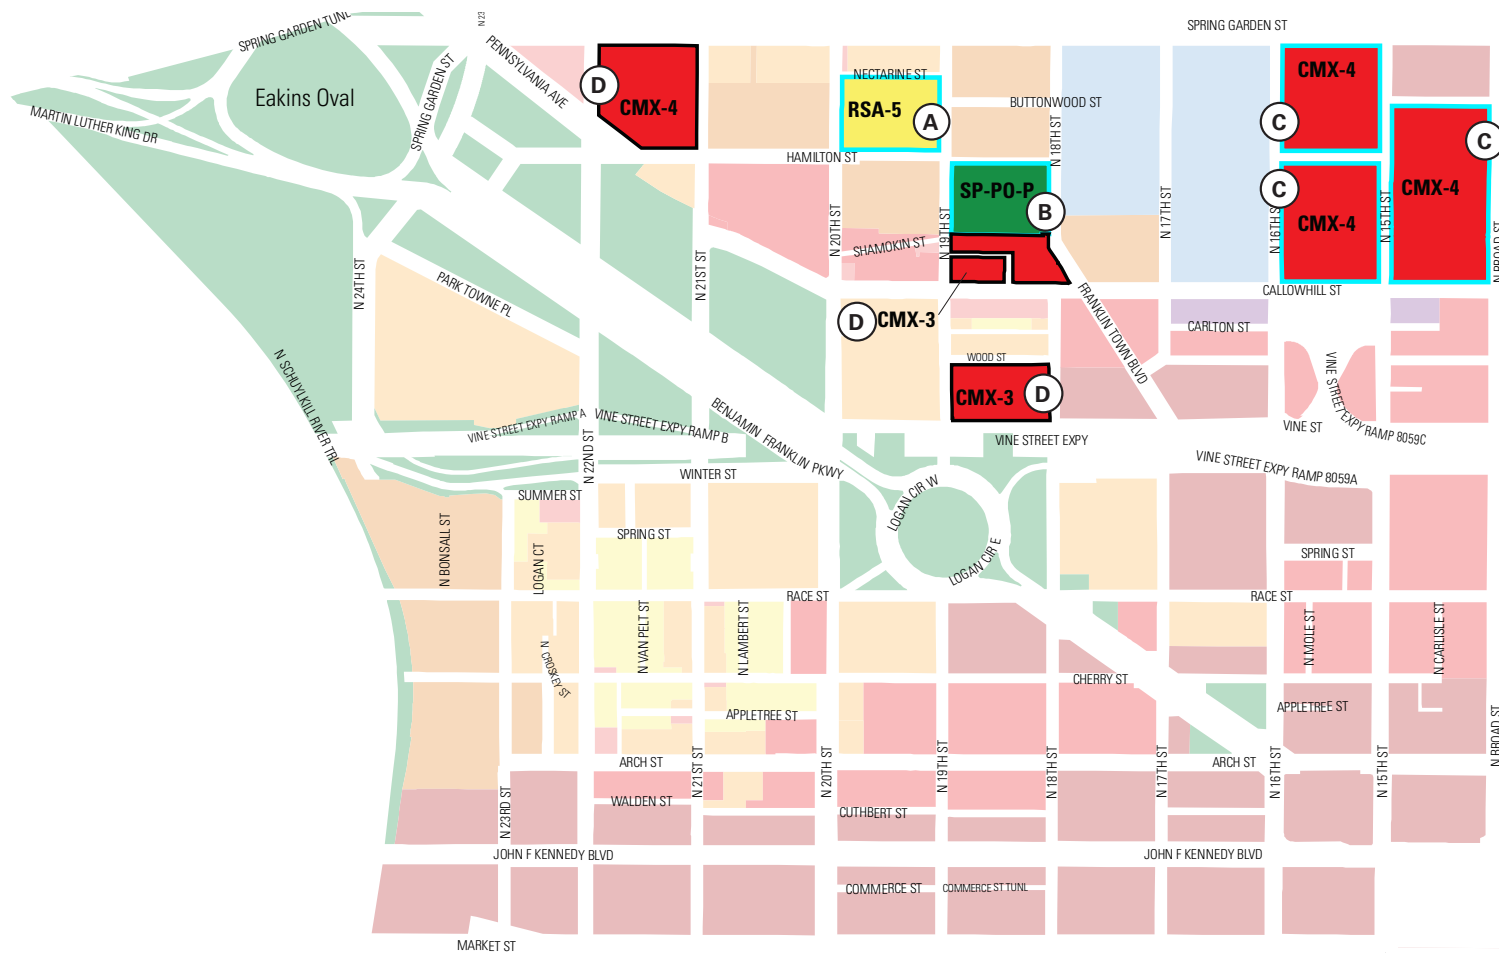 SPRING GARDEN TUNL
N 23
SPRING GARDEN ST
PENNSYLVANIA AVE
SPRING GARDEN ST
Eakins Oval
MARTIN LUTHER KING DR
D
CMX-4
NECTARINE ST
RSA-5
A
BUTTONWOOD ST
N 18TH ST
HAMILTON ST
CMX-4
C
C
CMX-4
C
CMX-4
SP-PO-P
B
N 17TH ST
N 16TH S
N 15TH ST
N BROAD ST
N 20TH ST
N 19TH ST
SHAMOKIN ST
N 24TH ST
N 21ST ST
PARK TOWNE PL
CALLOWHILL ST
FRANKLIN TOWN BLVD
D
CMX-3
CARLTON ST
WOOD ST
CMX-3
D
N SCHUYLKILL RIVER TRL
VINE STREET EXPY RAMP 8059C
VINE ST
VINE STREET EXPY RAMP A
VINE STREET EXPY RAMP B
BENJAMIN FRANKLIN PKWY
VINE STREET EXPY
VINE STREET EXPY RAMP 8059A
N 22ND ST
WINTER ST
SUMMER ST
LOGAN CIR W
SPRING ST
N BONSALL ST
LOGAN CT
LOGAN CIR E
SPRING ST
RACE ST
RACE ST
N VAN PELT ST
N LAMBERT ST
N CROSKEY ST
N MOLE ST
N CARLISLE ST
CHERRY ST
APPLETREE ST
APPLETREE ST
N BROAD ST
ARCH ST
ARCH ST
N 21ST ST
N 20TH ST
N 19TH ST
N 18TH ST
N 17TH ST
N 16TH ST
N 15TH ST
N 23RD ST
WALDEN ST
CUTHBERT ST
JOHN F KENNEDY BLVD
JOHN F KENNEDY BLVD
COMMERCE ST
COMMERCE ST TUNL
MARKET ST